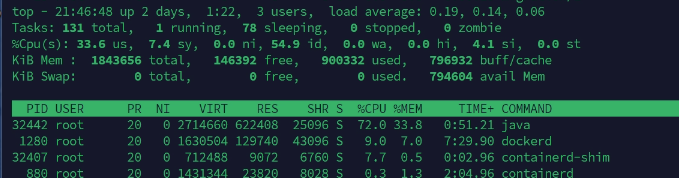 top - 21:46:48 up 2 days,  1:22,  3 users,  load average: 0.19, 0.14, 0.06
Tasks: 131 total,   1 running,  78 sleeping,   0 stopped,   0 zombie
%Cpu(s): 33.6 us,  7.4 sy,  0.0 ni, 54.9 id,  0.0 wa,  0.0 hi,  4.1 si,  0.0 st
KiB Mem :  1843656 total,   146392 free,   900332 used,   796932 buff/cache
KiB Swap:        0 total,        0 free,        0 used.   794604 avail Mem
PID USER      PR  NI    VIRT    RES    SHR S  %CPU %MEM     TIME+ COMMAND
32442 root      20   0 2714660 622408  25096 S  72.0 33.8   0:51.21 java
1280 root      20   0 1630504 129740  43096 S   9.0  7.0   7:29.90 dockerd
32407 root      20   0  712488   9072   6760 S   7.7  0.5   0:02.96 containerd-shim
880 root      20   0 1431344  23820   8028 S   0.3  1.3   2:04.96 containerd